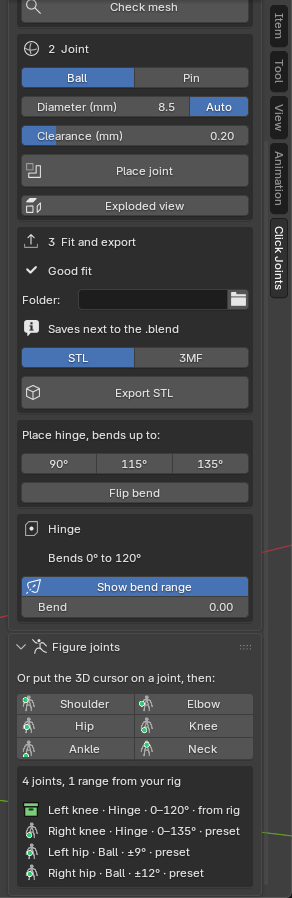 Check mesh
2 Joint
Ball Pin
Diameter (mm) 8.5 Auto
Clearance (mm) 0.20
Place joint
Exploded view
3 Fit and export
Good fit
Folder:
Saves next to the .blend
STL 3MF
Export STL
Place hinge, bends up to:
90° 115° 135°
Flip bend
Hinge
Bends 0° to 120°
Show bend range
Bend 0.00
Figure joints
Or put the 3D cursor on a joint, then:
Shoulder Elbow
Hip Knee
Ankle Neck
4 joints, 1 range from your rig
Left knee · Hinge · 0–120° · from rig
Right knee · Hinge · 0–135° · preset
Left hip · Ball · ±9° · preset
Right hip · Ball · ±12° · preset
Item
Tool
View
Animation
Click Joints